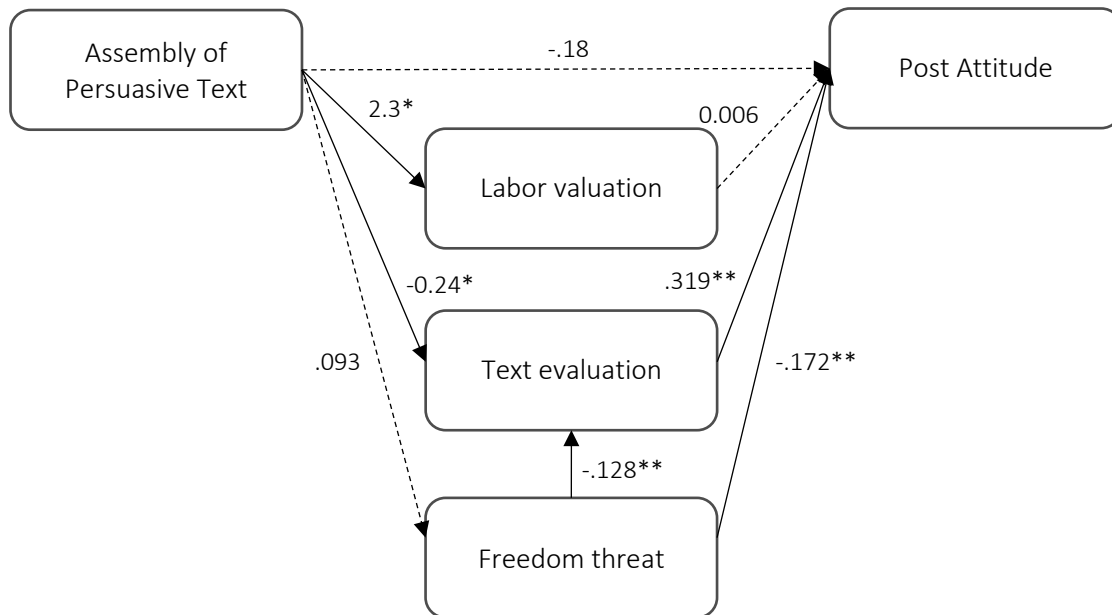 Assembly of
Persuasive Text
-.18
Post Attitude
2.3*
0.006
Labor valuation
-0.24*
.319**
.093
Text evaluation
-.172**
-.128**
Freedom threat